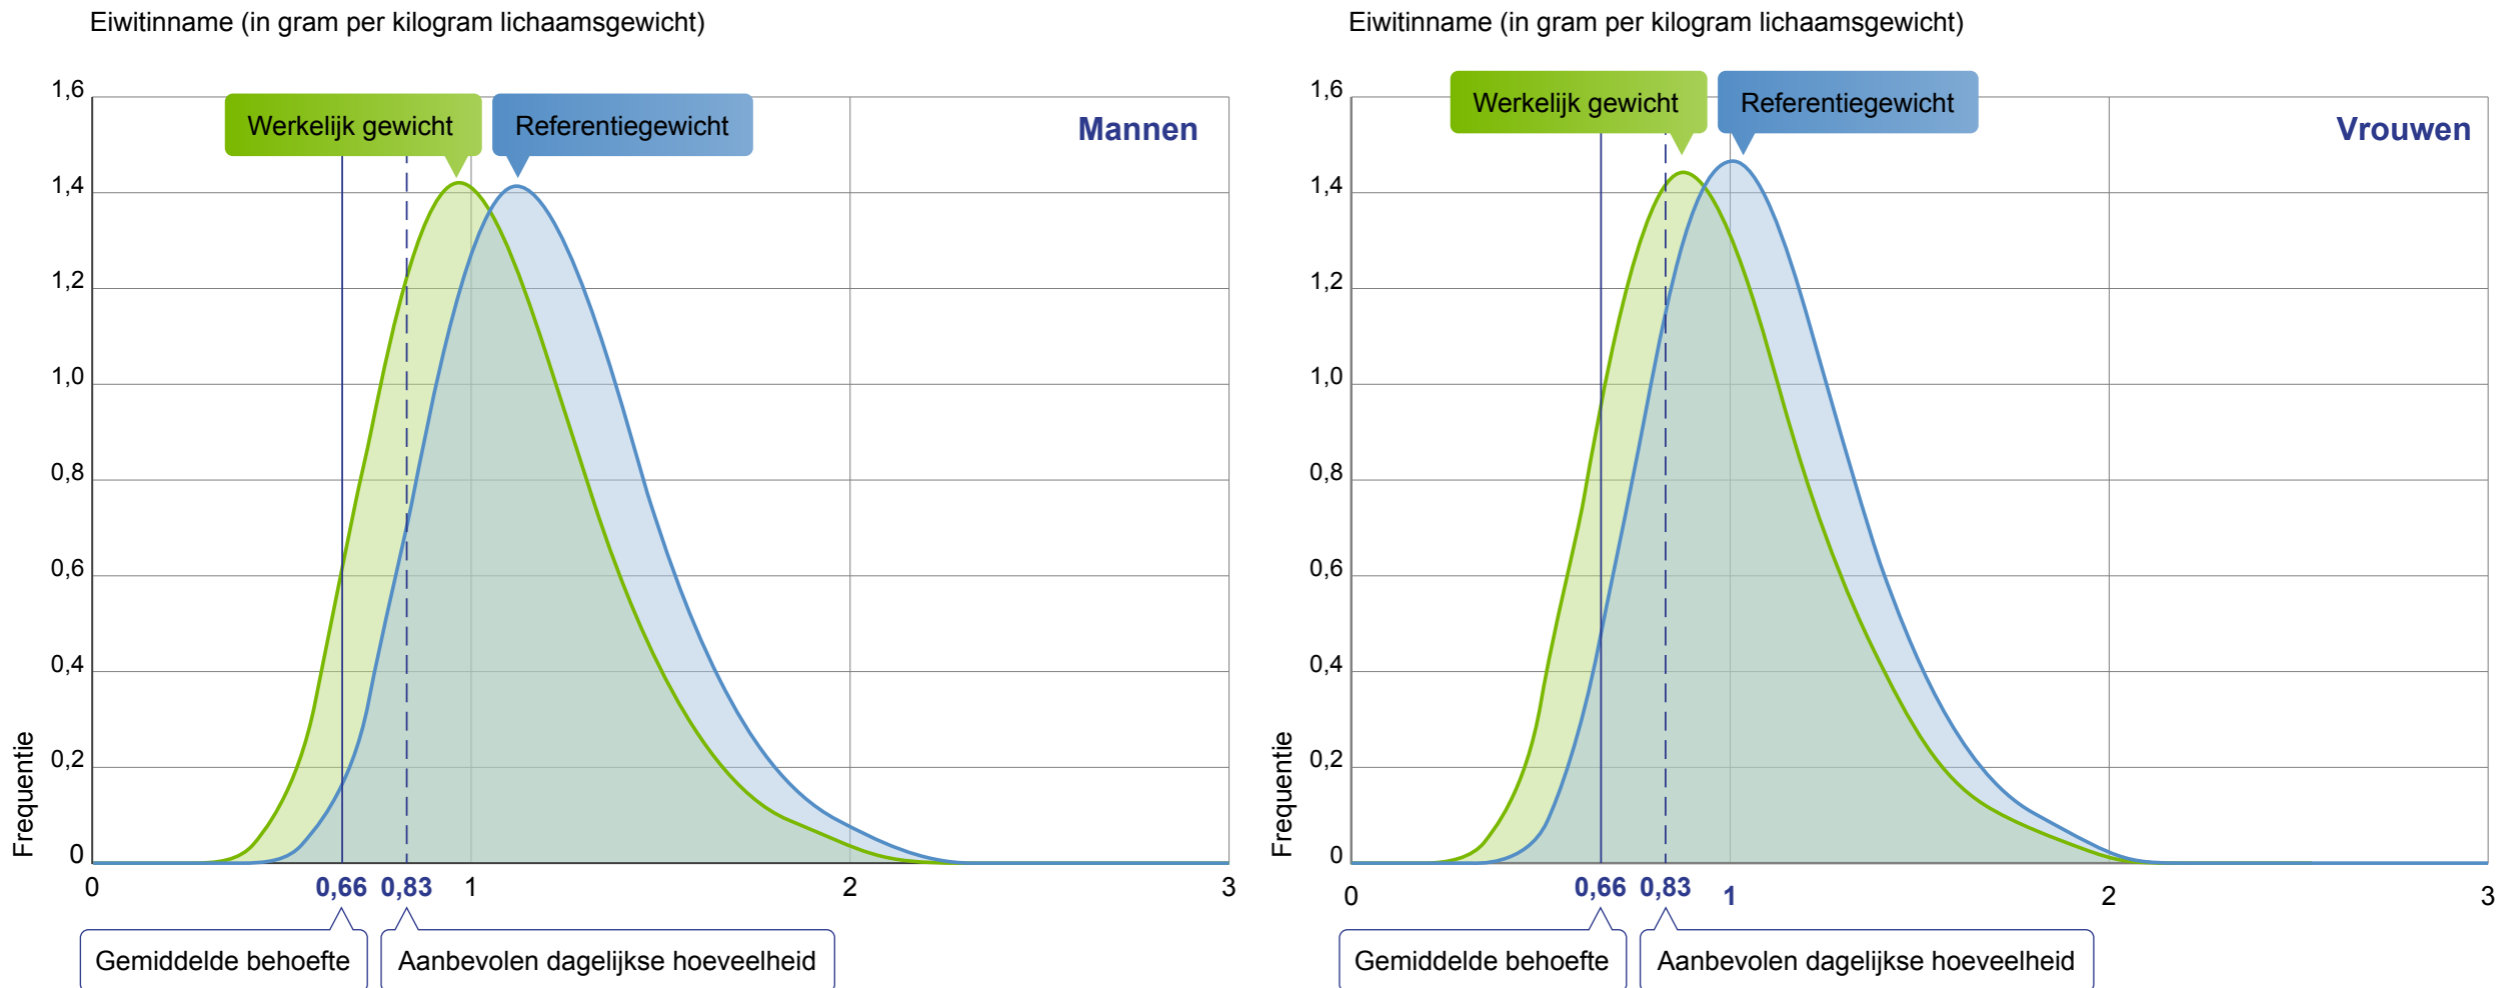 Eiwitinname (in gram per kilogram lichaamsgewicht)
1,6
1,4
1,2
1,0
0,8
0,6
0,4
0,2
0
Frequentie
Werkelijk gewicht
Referentiegewicht
Mannen
0
0,66
0,83
1
2
3
Gemiddelde behoefte
Aanbevolen dagelijkse hoeveelheid
Eiwitinname (in gram per kilogram lichaamsgewicht)
1,6
1,4
1,2
1,0
0,8
0,6
0,4
0,2
0
Frequentie
Werkelijk gewicht
Referentiegewicht
Vrouwen
0
0,66
0,83
1
2
3
Gemiddelde behoefte
Aanbevolen dagelijkse hoeveelheid